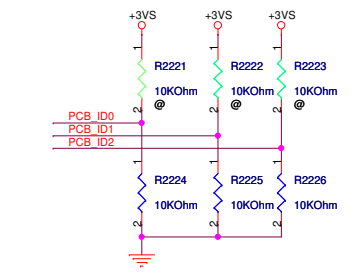 +3VS +3VS +3VS
1 1 1
R2221 R2222 R2223
10KOhm 10KOhm 10KOhm
2 @ 2 @ 2 @
PCB_ID0
PCB_ID1
PCB_ID2
1 1 1
R2224 R2225 R2226
10KOhm 10KOhm 10KOhm
2 2 2